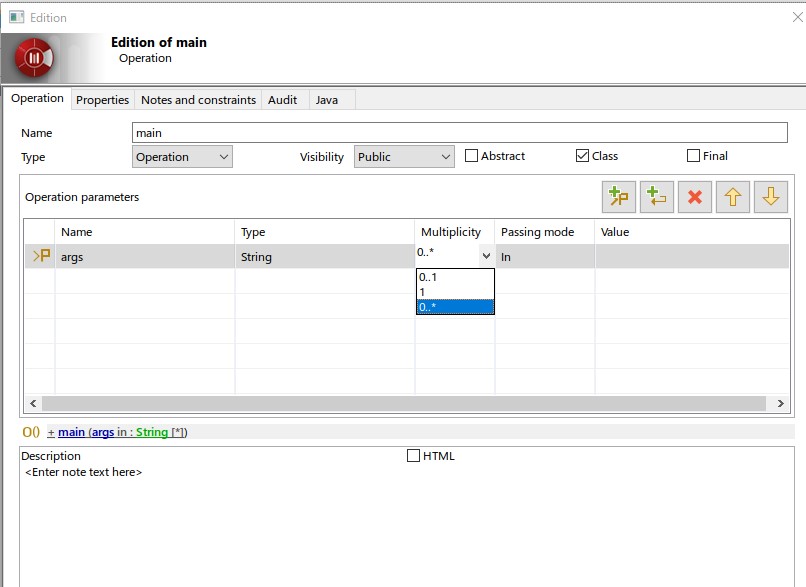 Edition
Edition of main
Operation
Operation Properties Notes and constraints Audit Java
Name main
Type Operation Visibility Public Abstract Class Final
Operation parameters
Name Type Multiplicity Passing mode Value
args String 0..* In
0..1
1
0..*
O() + main (args in : String [*])
Description HTML
<Enter note text here>